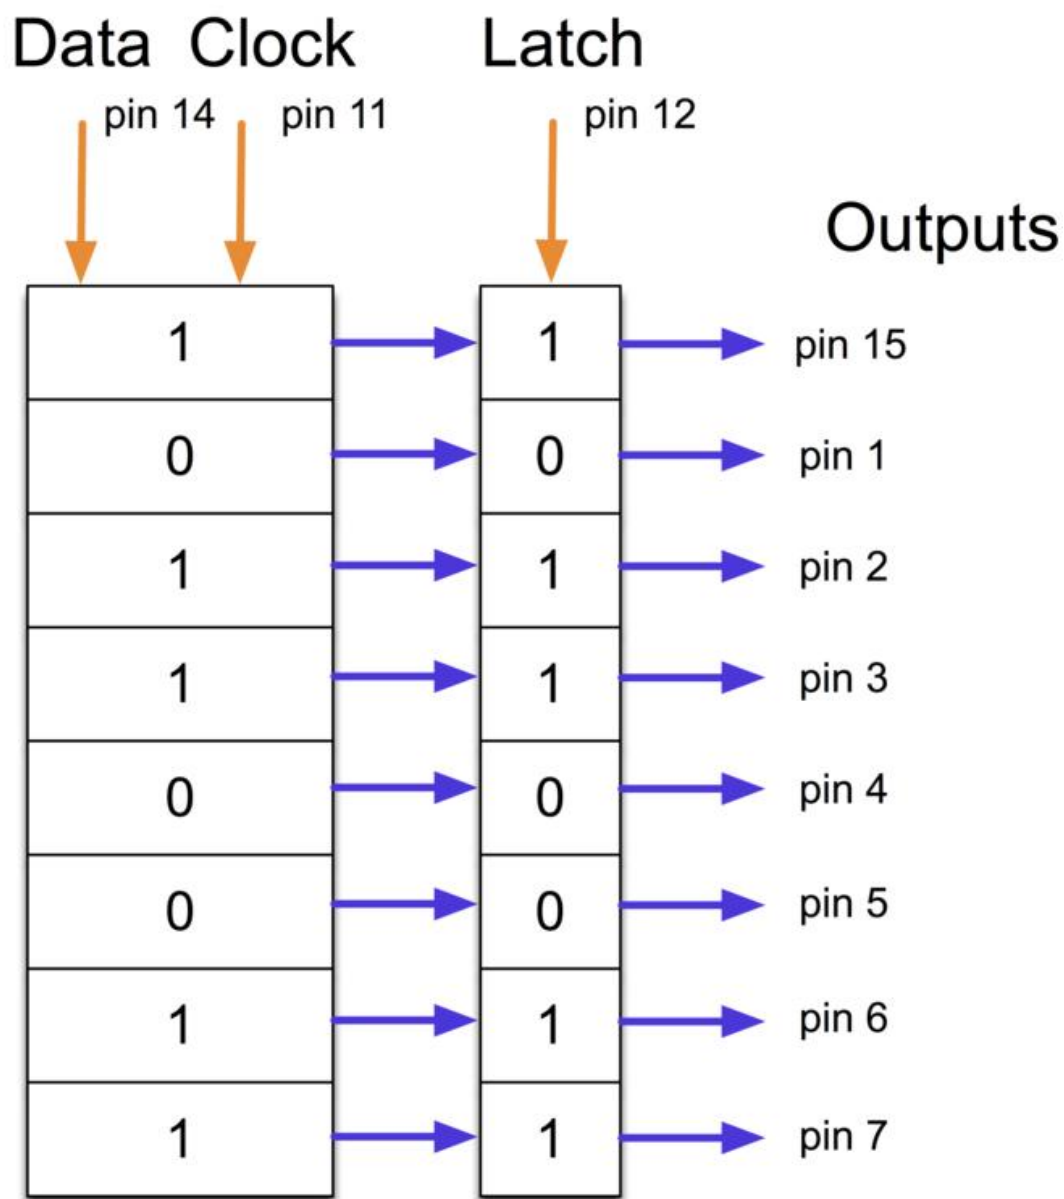 Data Clock Latch
pin 14 pin 11 pin 12
Outputs
1 1 pin 15
0 0 pin 1
1 1 pin 2
1 1 pin 3
0 0 pin 4
0 0 pin 5
1 1 pin 6
1 1 pin 7